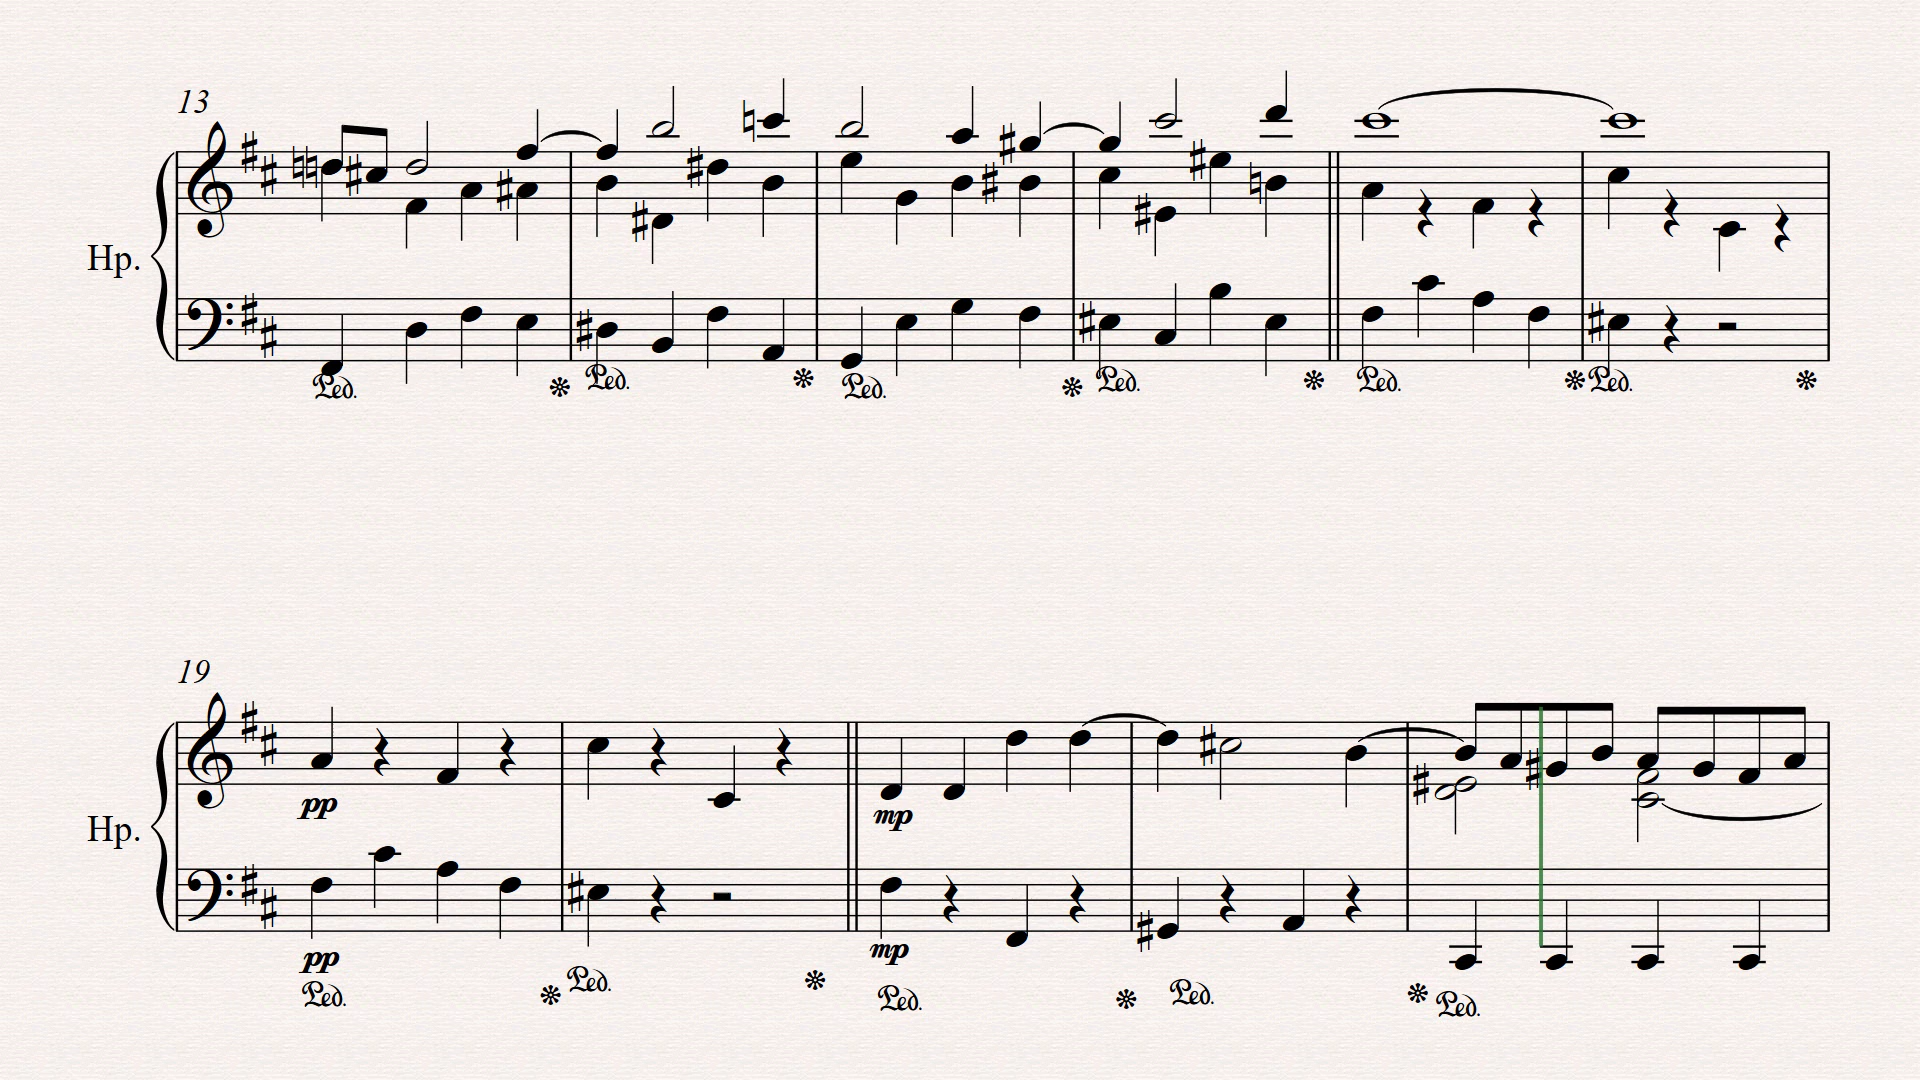 13
Hp.
Ped. Ped. Ped. Ped. Ped. Ped.
19
pp mp
Hp.
pp mp
Ped. Ped. Ped. Ped. Ped.